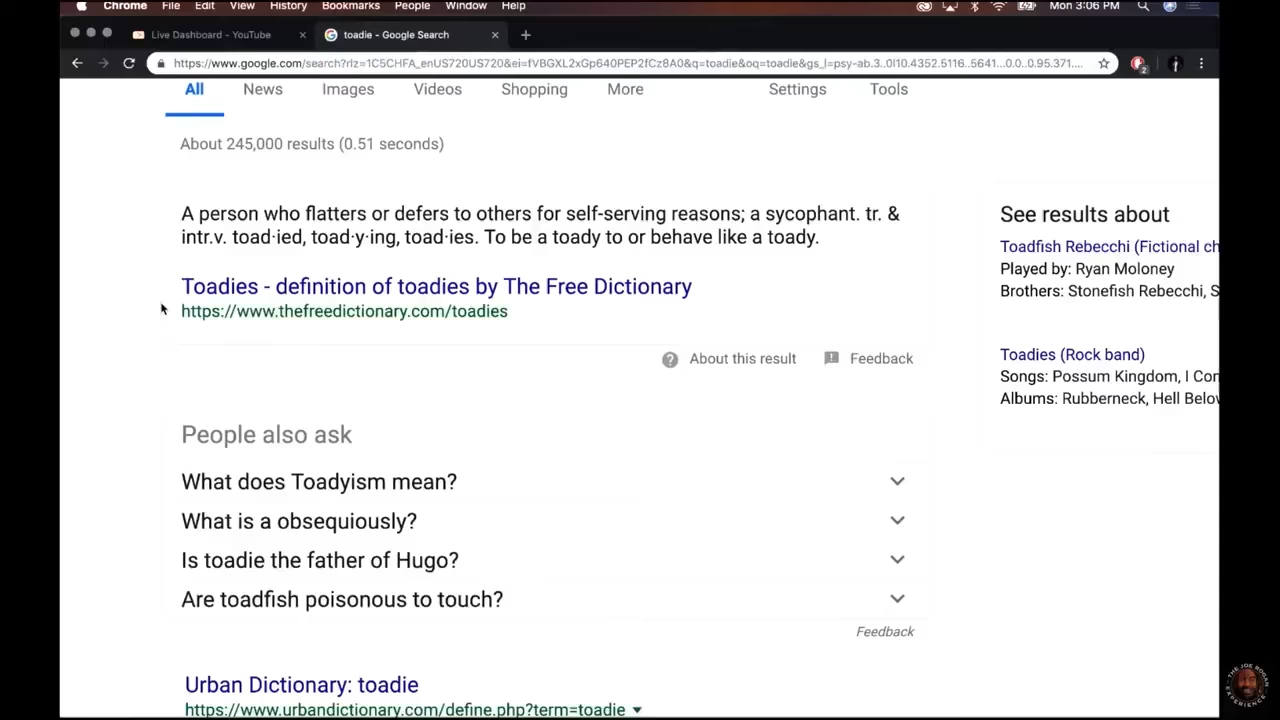 Chrome File Edit View History Bookmarks People Window Help Mon 3:06 PM
Live Dashboard - YouTube toadie - Google Search
https://www.google.com/search?rlz=1C5CHFA_enUS720US720&ei=fVBGXL2xGp640PEP2fCz8A0&q=toadie&oq=toadie&gs_l=psy-ab.3..0l10.4352.5116..5641...0.0..0.95.371....
2
All News Images Videos Shopping More Settings Tools
About 245,000 results (0.51 seconds)
A person who flatters or defers to others for self-serving reasons; a sycophant. tr. &
intr.v. toad·ied, toad·y·ing, toad·ies. To be a toady to or behave like a toady.
Toadies - definition of toadies by The Free Dictionary
https://www.thefreedictionary.com/toadies
About this result Feedback
People also ask
What does Toadyism mean?
What is a obsequiously?
Is toadie the father of Hugo?
Are toadfish poisonous to touch?
Feedback
Urban Dictionary: toadie
https://www.urbandictionary.com/define.php?term=toadie
See results about
Toadfish Rebecchi (Fictional ch
Played by: Ryan Moloney
Brothers: Stonefish Rebecchi, S
Toadies (Rock band)
Songs: Possum Kingdom, I Con
Albums: Rubberneck, Hell Below
THE JOE ROGAN
EXPERIENCE